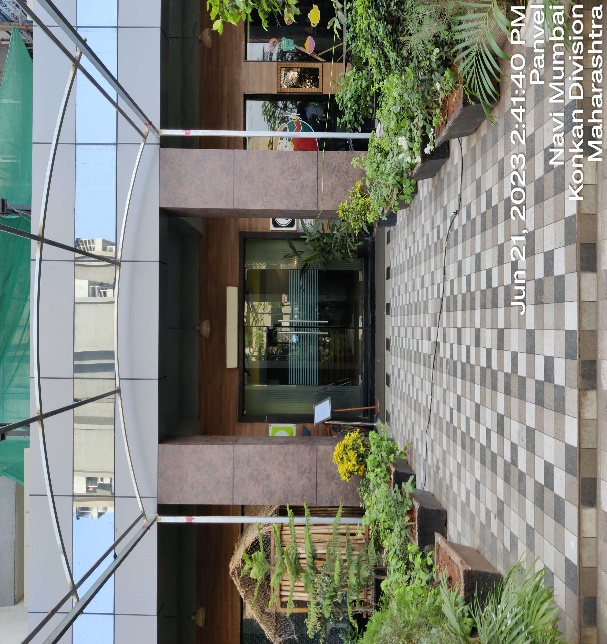 Jun 21, 2023 2:41:40 PM
Panvel
Navi Mumbai
Konkan Division
Maharashtra